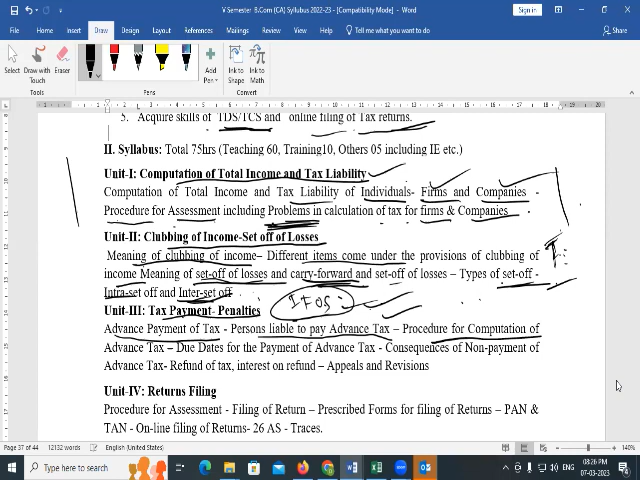 V Semester B.Com (CA) Syllabus 2022-23 [Compatibility Mode] - Word
Sign in
File Home Insert Draw Design Layout References Mailings Review View Help Tell me what you want to do
Share
Select Draw with Touch Eraser Add Pen Ink to Shape Ink to Math
Pens Convert
5. Acquire skills of TDS/TCS and online filing of Tax returns.
II. Syllabus: Total 75hrs (Teaching 60, Training10, Others 05 including IE etc.)
Unit-I: Computation of Total Income and Tax Liability
Computation of Total Income and Tax Liability of Individuals- Firms and Companies -
Procedure for Assessment including Problems in calculation of tax for firms & Companies
Unit-II: Clubbing of Income-Set off of Losses
Meaning of clubbing of income– Different items come under the provisions of clubbing of
income Meaning of set-off of losses and carry-forward and set-off of losses – Types of set-off -
Intra-set off and Inter-set off
IFOS
Unit-III: Tax Payment- Penalties
Advance Payment of Tax - Persons liable to pay Advance Tax – Procedure for Computation of
Advance Tax – Due Dates for the Payment of Advance Tax - Consequences of Non-payment of
Advance Tax- Refund of tax, interest on refund – Appeals and Revisions
Unit-IV: Returns Filing
Procedure for Assessment - Filing of Return – Prescribed Forms for filing of Returns – PAN &
TAN - On-line filing of Returns- 26 AS - Traces.
Page 37 of 44 12132 words English (United States) 140%
08:26 PM
ENG
07-03-2023